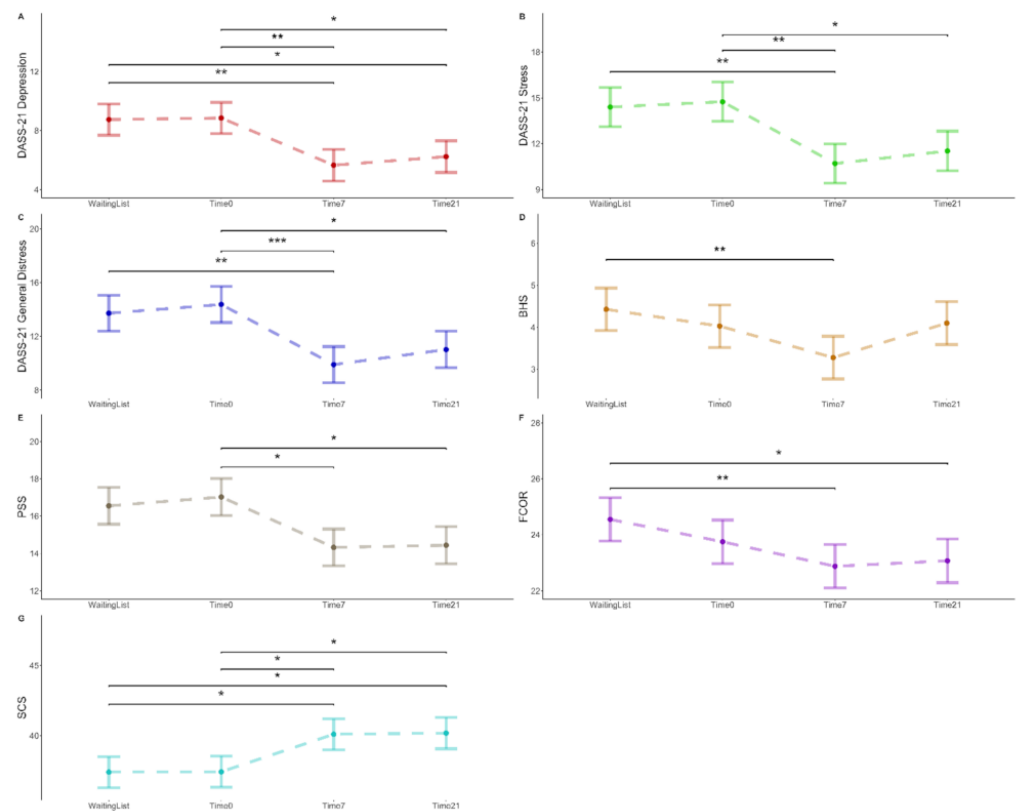 A
DASS-21 Depression
12
8
4
*
**
*
**
WaitingList Time0 Time7 Time21
B
DASS-21 Stress
18
15
12
9
*
**
**
WaitingList Time0 Time7 Time21
C
DASS-21 General Distress
20
16
12
8
*
***
**
WaitingList Time0 Time7 Time21
D
BHS
6
5
4
3
**
WaitingList Time0 Time7 Time21
E
PSS
20
18
16
14
12
*
*
WaitingList Time0 Time7 Time21
F
FCOR
28
26
24
22
*
**
WaitingList Time0 Time7 Time21
G
SCS
45
40
*
*
*
*
WaitingList Time0 Time7 Time21